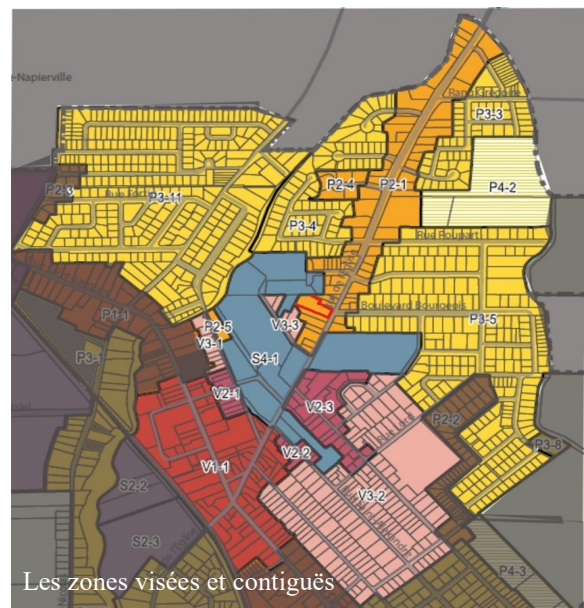 -Napierville
P3-3
P2-3
P3-11
P2-4
P2-1
P4-2
P3-4
Rue Poupart
Boulevard Bourgeois
P1-1
V3-3
P3-5
P2-5
V3-1
P3-1
S4-1
V2-1
V2-3
P2-2
V2-2
P3-8
V1-1
S2-2
V3-2
S2-3
P4-3
Les zones visées et contiguës